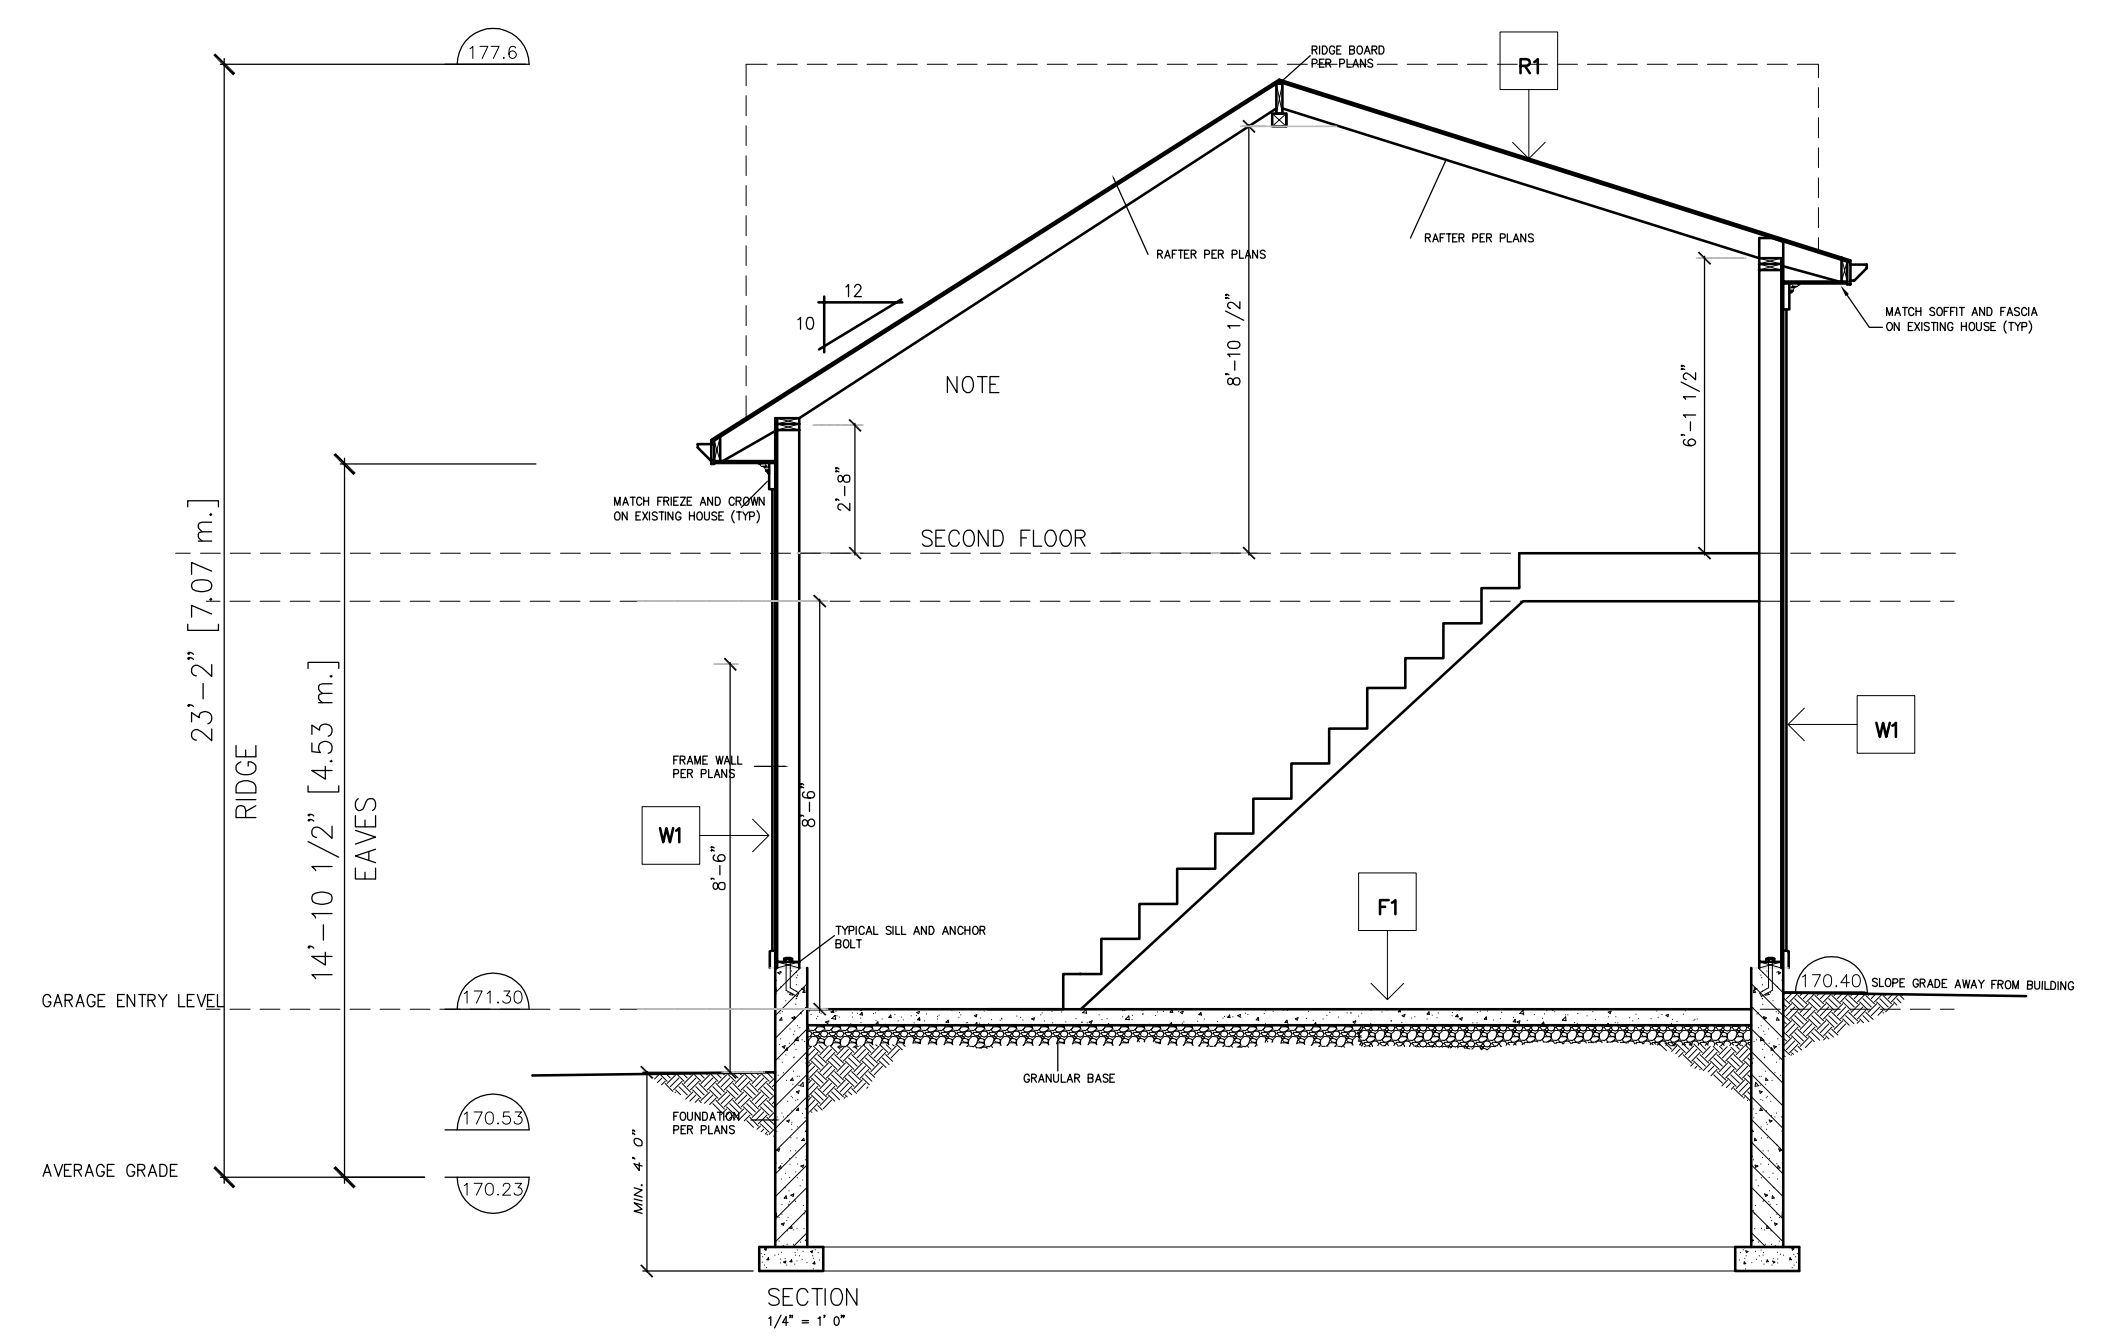 177.6
RIDGE BOARD
PER PLANS
R1
RAFTER PER PLANS
RAFTER PER PLANS
12
10
8'-10 1/2"
6'-1 1/2"
MATCH SOFFIT AND FASCIA
ON EXISTING HOUSE (TYP)
NOTE
2'-8"
MATCH FRIEZE AND CROWN
ON EXISTING HOUSE (TYP)
SECOND FLOOR
23'-2" [7.07 m.]
RIDGE
14'-10 1/2" [4.53 m.]
EAVES
FRAME WALL
PER PLANS
8'-6"
8'-6"
W1
W1
F1
TYPICAL SILL AND ANCHOR
BOLT
GARAGE ENTRY LEVEL
171.30
170.40
SLOPE GRADE AWAY FROM BUILDING
GRANULAR BASE
170.53
FOUNDATION
PER PLANS
MIN. 4' 0"
AVERAGE GRADE
170.23
SECTION
1/4" = 1' 0"